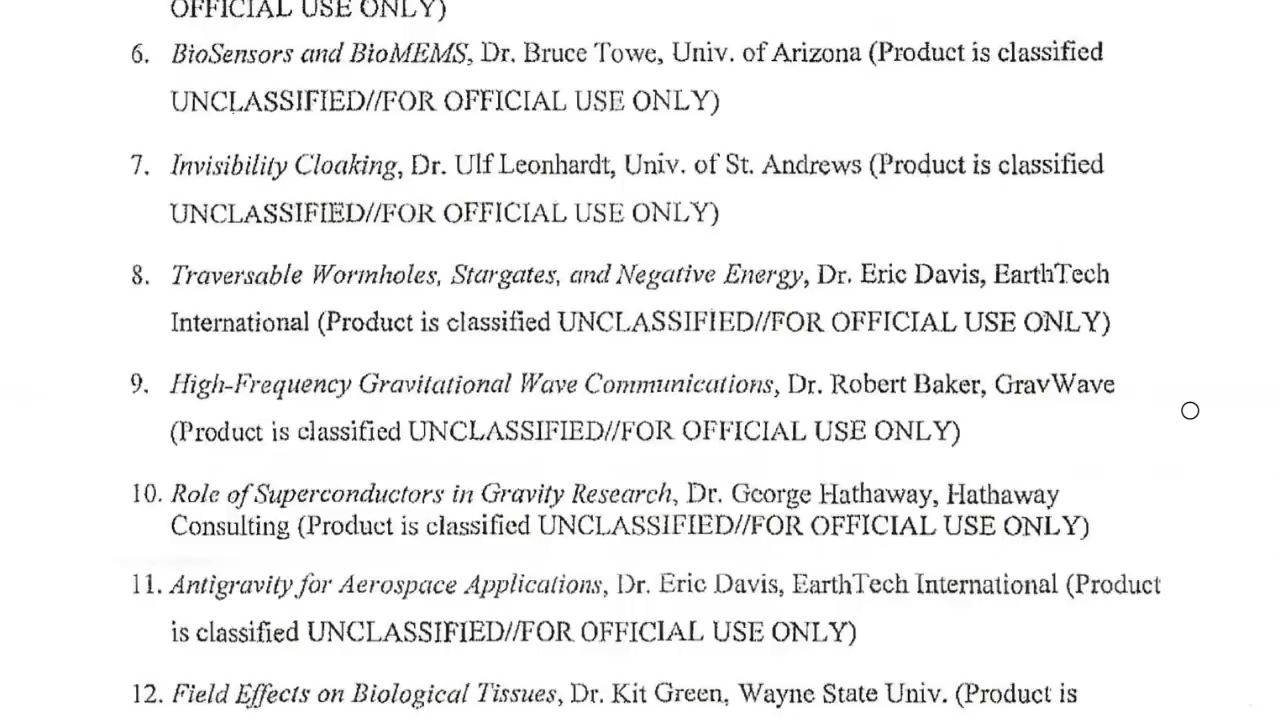 OFFICIAL USE ONLY)
6. BioSensors and BioMEMS, Dr. Bruce Towe, Univ. of Arizona (Product is classified
UNCLASSIFIED//FOR OFFICIAL USE ONLY)
7. Invisibility Cloaking, Dr. Ulf Leonhardt, Univ. of St. Andrews (Product is classified
UNCLASSIFIED//FOR OFFICIAL USE ONLY)
8. Traversable Wormholes, Stargates, and Negative Energy, Dr. Eric Davis, EarthTech
International (Product is classified UNCLASSIFIED//FOR OFFICIAL USE ONLY)
9. High-Frequency Gravitational Wave Communications, Dr. Robert Baker, GravWave
(Product is classified UNCLASSIFIED//FOR OFFICIAL USE ONLY)
10. Role of Superconductors in Gravity Research, Dr. George Hathaway, Hathaway
Consulting (Product is classified UNCLASSIFIED//FOR OFFICIAL USE ONLY)
11. Antigravity for Aerospace Applications, Dr. Eric Davis, EarthTech International (Product
is classified UNCLASSIFIED//FOR OFFICIAL USE ONLY)
12. Field Effects on Biological Tissues, Dr. Kit Green, Wayne State Univ. (Product is